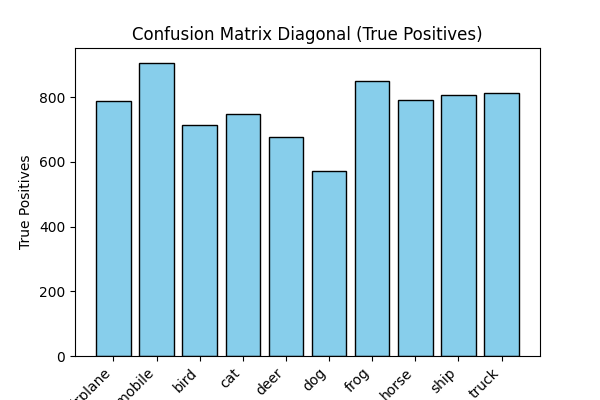 Confusion Matrix Diagonal (True Positives)
True Positives
800
600
400
200
0
rplane
mobile
bird
cat
deer
dog
frog
horse
ship
truck